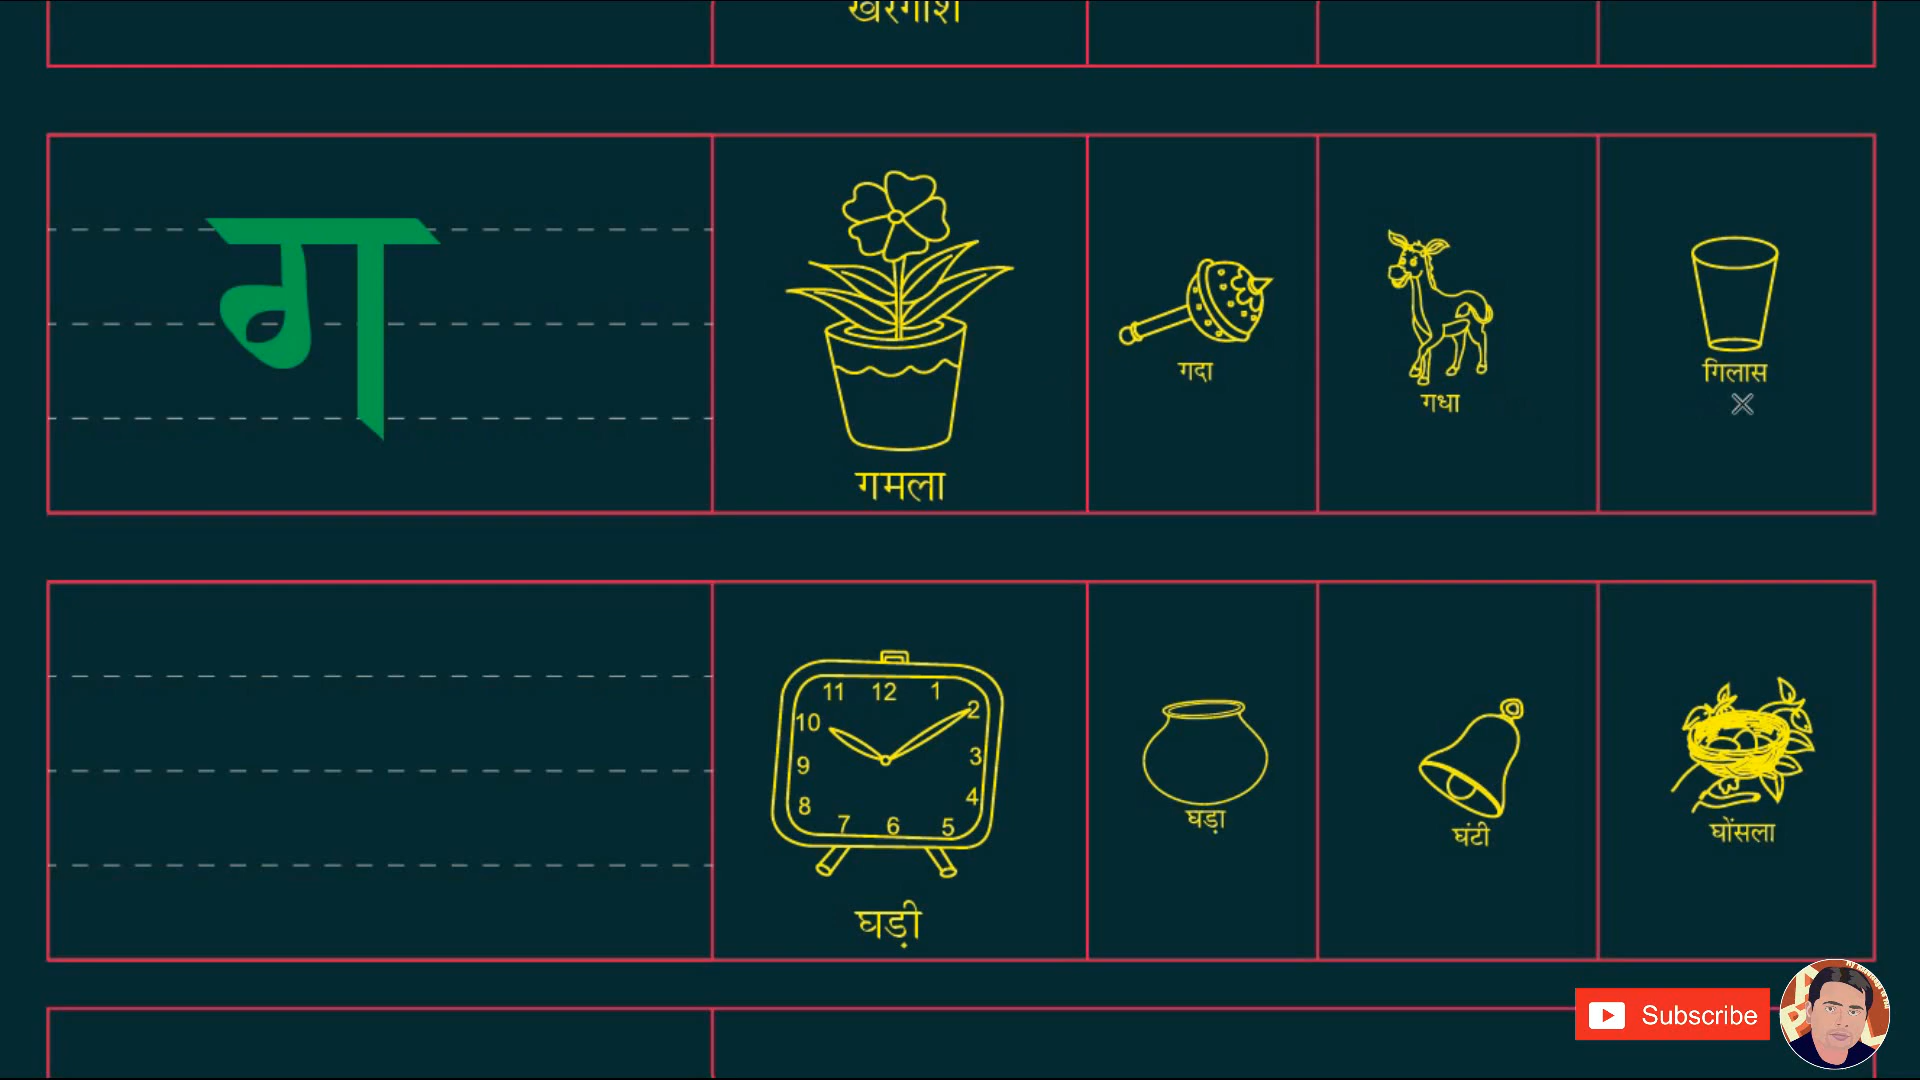 खरगोश
ग
गमला
गदा
गधा
गिलास
11 12 1
10 2
9 3
8 4
7 6 5
घड़ी
घड़ा
घंटी
घोंसला
Subscribe